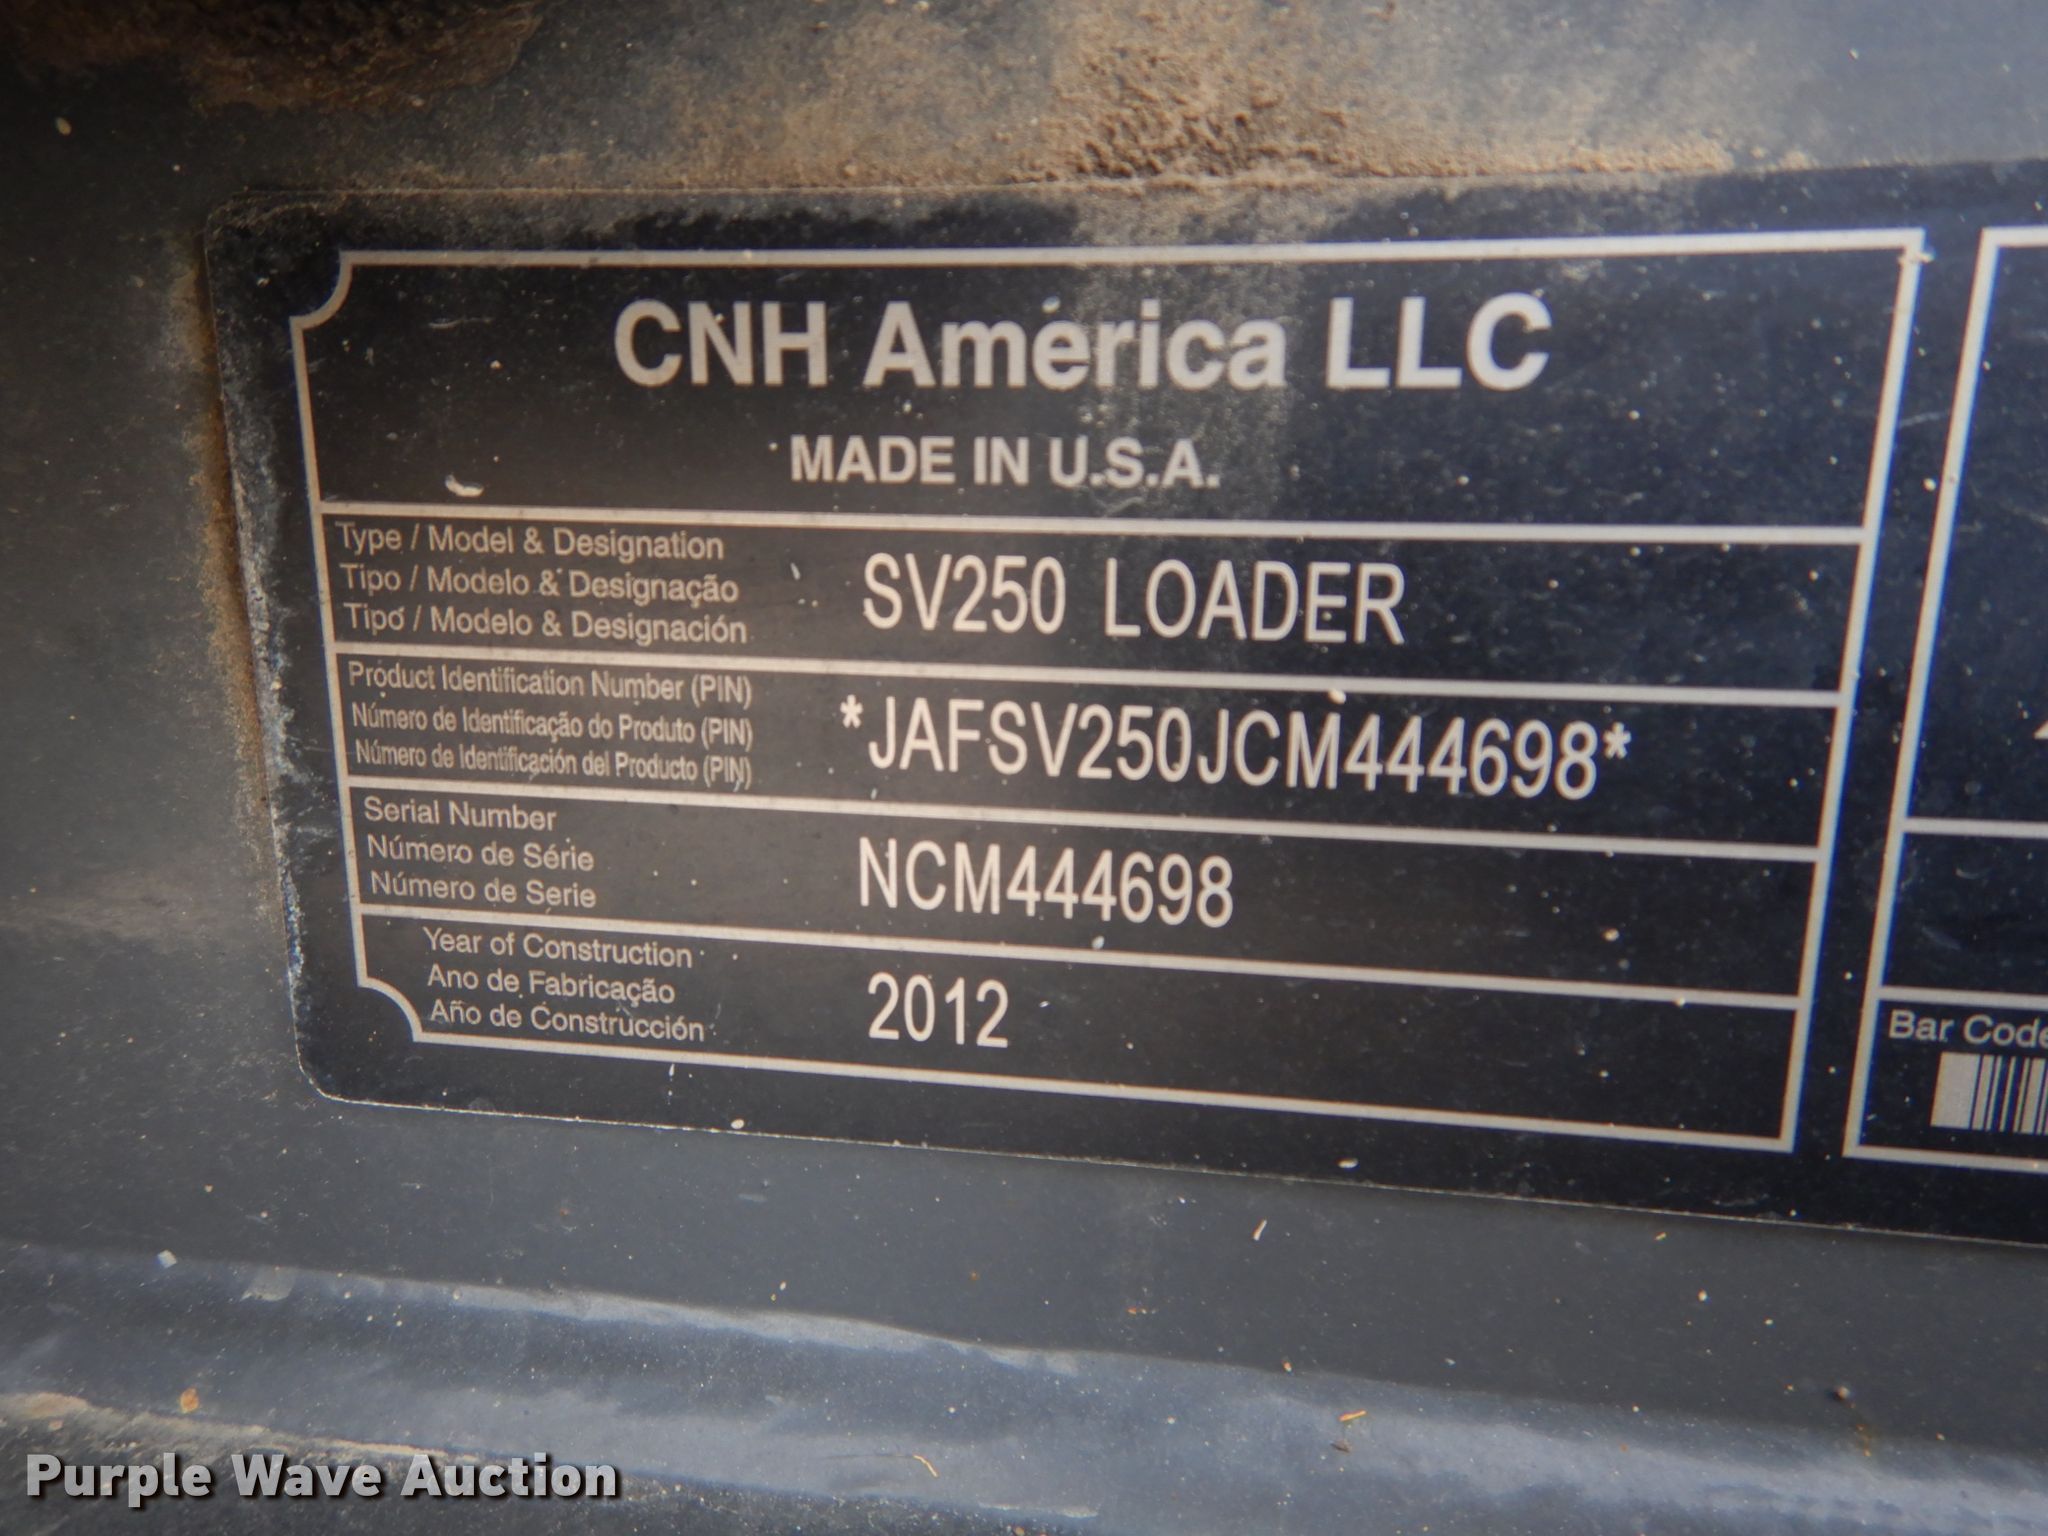 CNH America LLC
MADE IN U.S.A.
Type / Model & Designation
Tipo / Modelo & Designação
Tipo / Modelo & Designación
SV250 LOADER
Product Identification Number (PIN)
Número de Identificação do Produto (PIN)
Número de Identificación del Producto (PIN)
*JAFSV250JCM444698*
Serial Number
Número de Série
Número de Serie
NCM444698
Year of Construction
Ano de Fabricação
Año de Construcción
2012
Bar Code
Purple Wave Auction